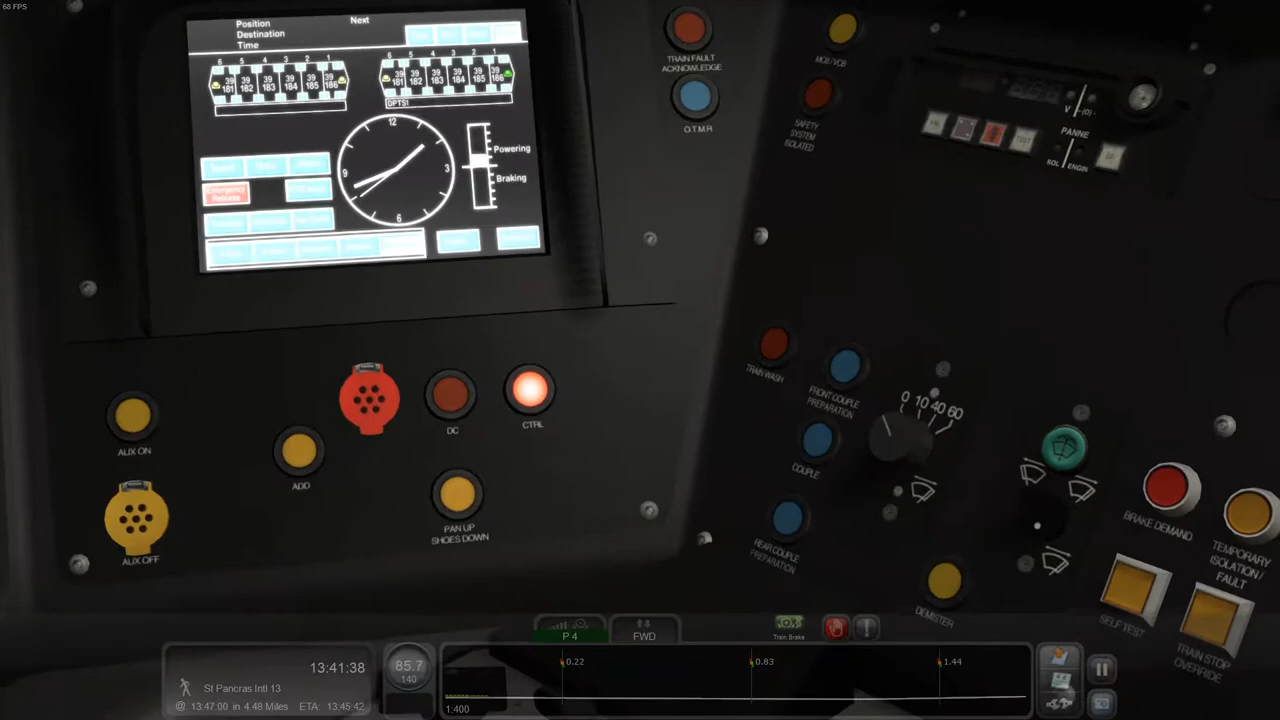 68 FPS
Position
Next
Destination
Time
6 5 4 3 2 1
39 39 39 39 39 39
181 182 183 184 185 186
6 5 4 3 2 1
39 39 39 39 39 39
181 182 183 184 185 186
DPTS1
12
3
6
9
Powering
Braking
Emergency
Release
TRAIN FAULT
ACKNOWLEDGE
O.T.M.R
MCB/VCB
SAFETY
SYSTEM
ISOLATED
V
-(O)-
PANNE
SOL
ENGIN
AUX ON
AUX OFF
ADD
DC
CTRL
PAN UP
SHOES DOWN
TRAIN WASH
FRONT COUPLE
PREPARATION
COUPLE
REAR COUPLE
PREPARATION
0 10 40 60
DEMISTER
BRAKE DEMAND
TEMPORARY
ISOLATION/
FAULT
SELF TEST
TRAIN STOP
OVERRIDE
P 4
FWD
OK
Train Brake
13:41:38
St Pancras Intl 13
@ 13:47:00 in 4.48 Miles ETA: 13:45:42
85.7
140
0.22
0.83
1.44
1:400